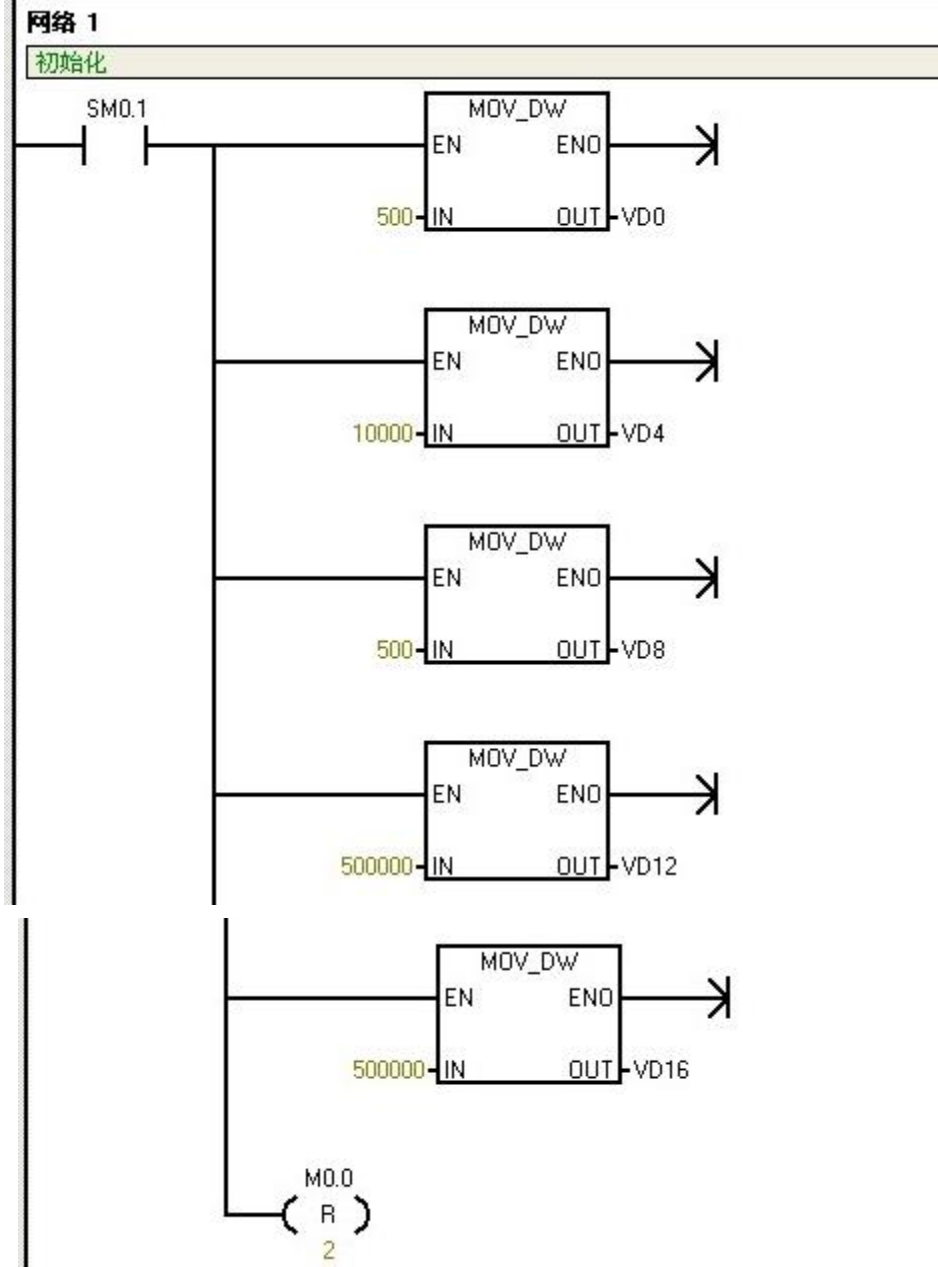 网络 1
初始化
SM0.1
MOV_DW
EN ENO
500 IN OUT VD0
MOV_DW
EN ENO
10000 IN OUT VD4
MOV_DW
EN ENO
500 IN OUT VD8
MOV_DW
EN ENO
500000 IN OUT VD12
MOV_DW
EN ENO
500000 IN OUT VD16
M0.0
R
2